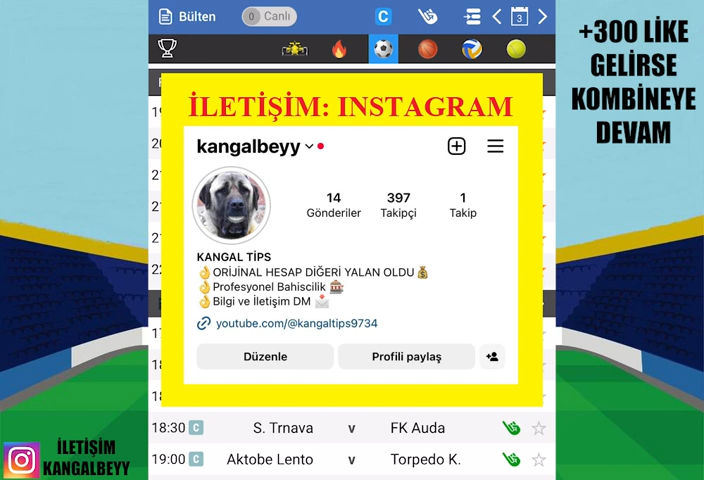 Bülten
0 Canlı
C
3
+300 LİKE
GELİRSE
KOMBİNEYE
DEVAM
İLETİŞİM: INSTAGRAM
kangalbeyy
14
Gönderiler
397
Takipçi
1
Takip
KANGAL TİPS
👌ORİJİNAL HESAP DİĞERİ YALAN OLDU💰
👌Profesyonel Bahiscilik 🎰
👌Bilgi ve İletişim DM 📩
youtube.com/@kangaltips9734
Düzenle
Profili paylaş
18:30 C S. Trnava v FK Auda
19:00 C Aktobe Lento v Torpedo K.
İLETİŞİM
KANGALBEYY